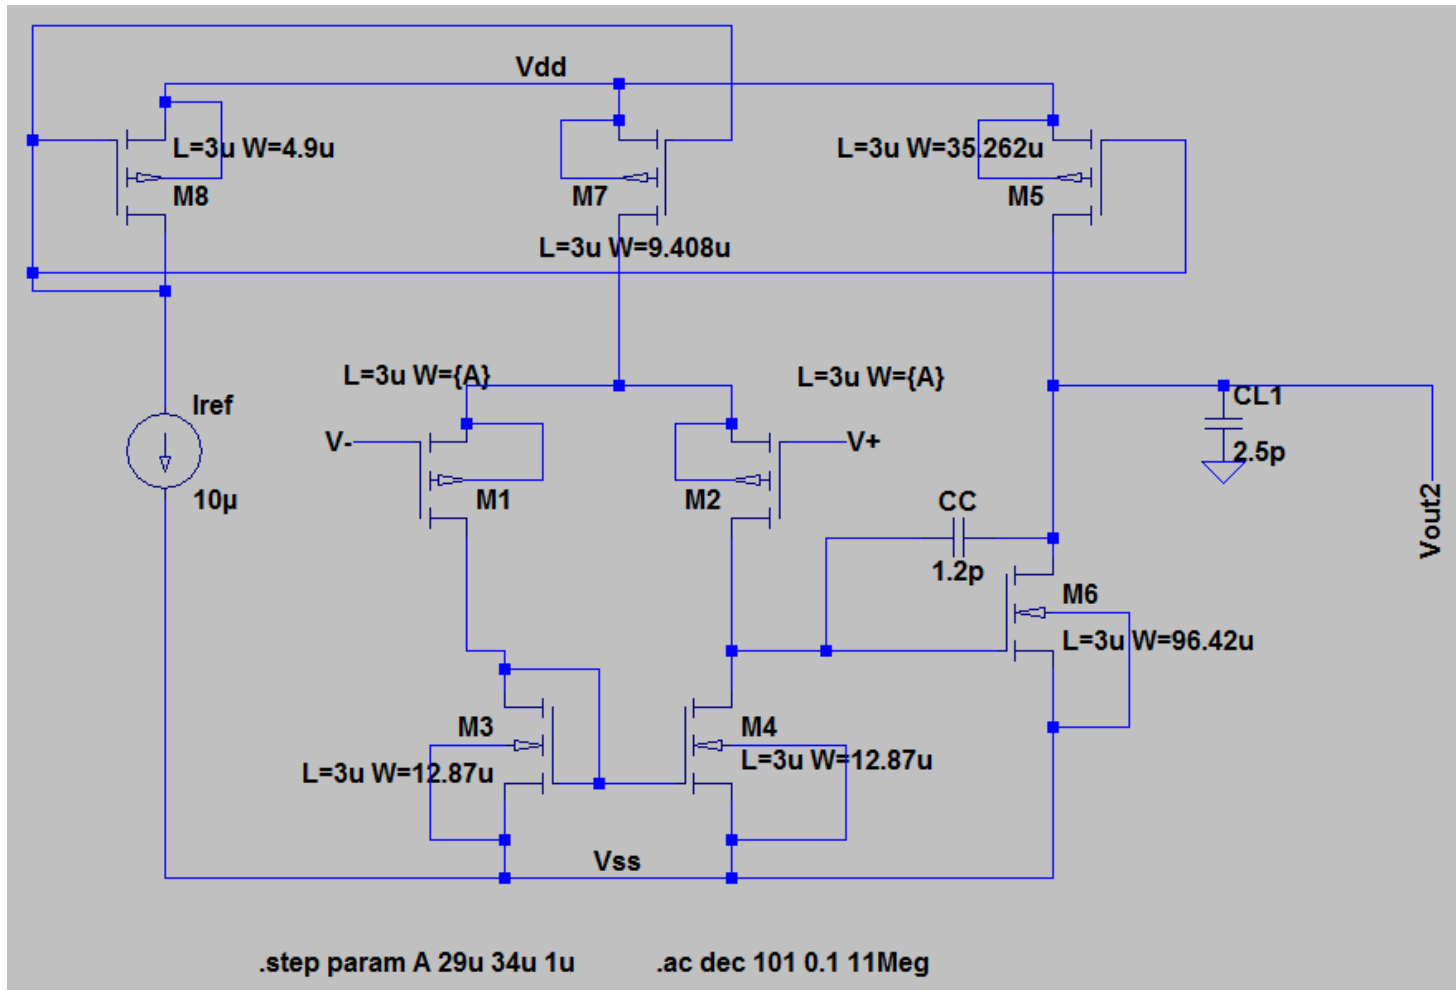 Vdd
L=3u W=4.9u
L=3u W=35.262u
M8
M7
M5
L=3u W=9.408u
L=3u W={A}
L=3u W={A}
Iref
CL1
V-
V+
2.5p
10µ
M1
M2
CC
Vout2
1.2p
M6
L=3u W=96.42u
M3
M4
L=3u W=12.87u
L=3u W=12.87u
Vss
.step param A 29u 34u 1u
.ac dec 101 0.1 11Meg